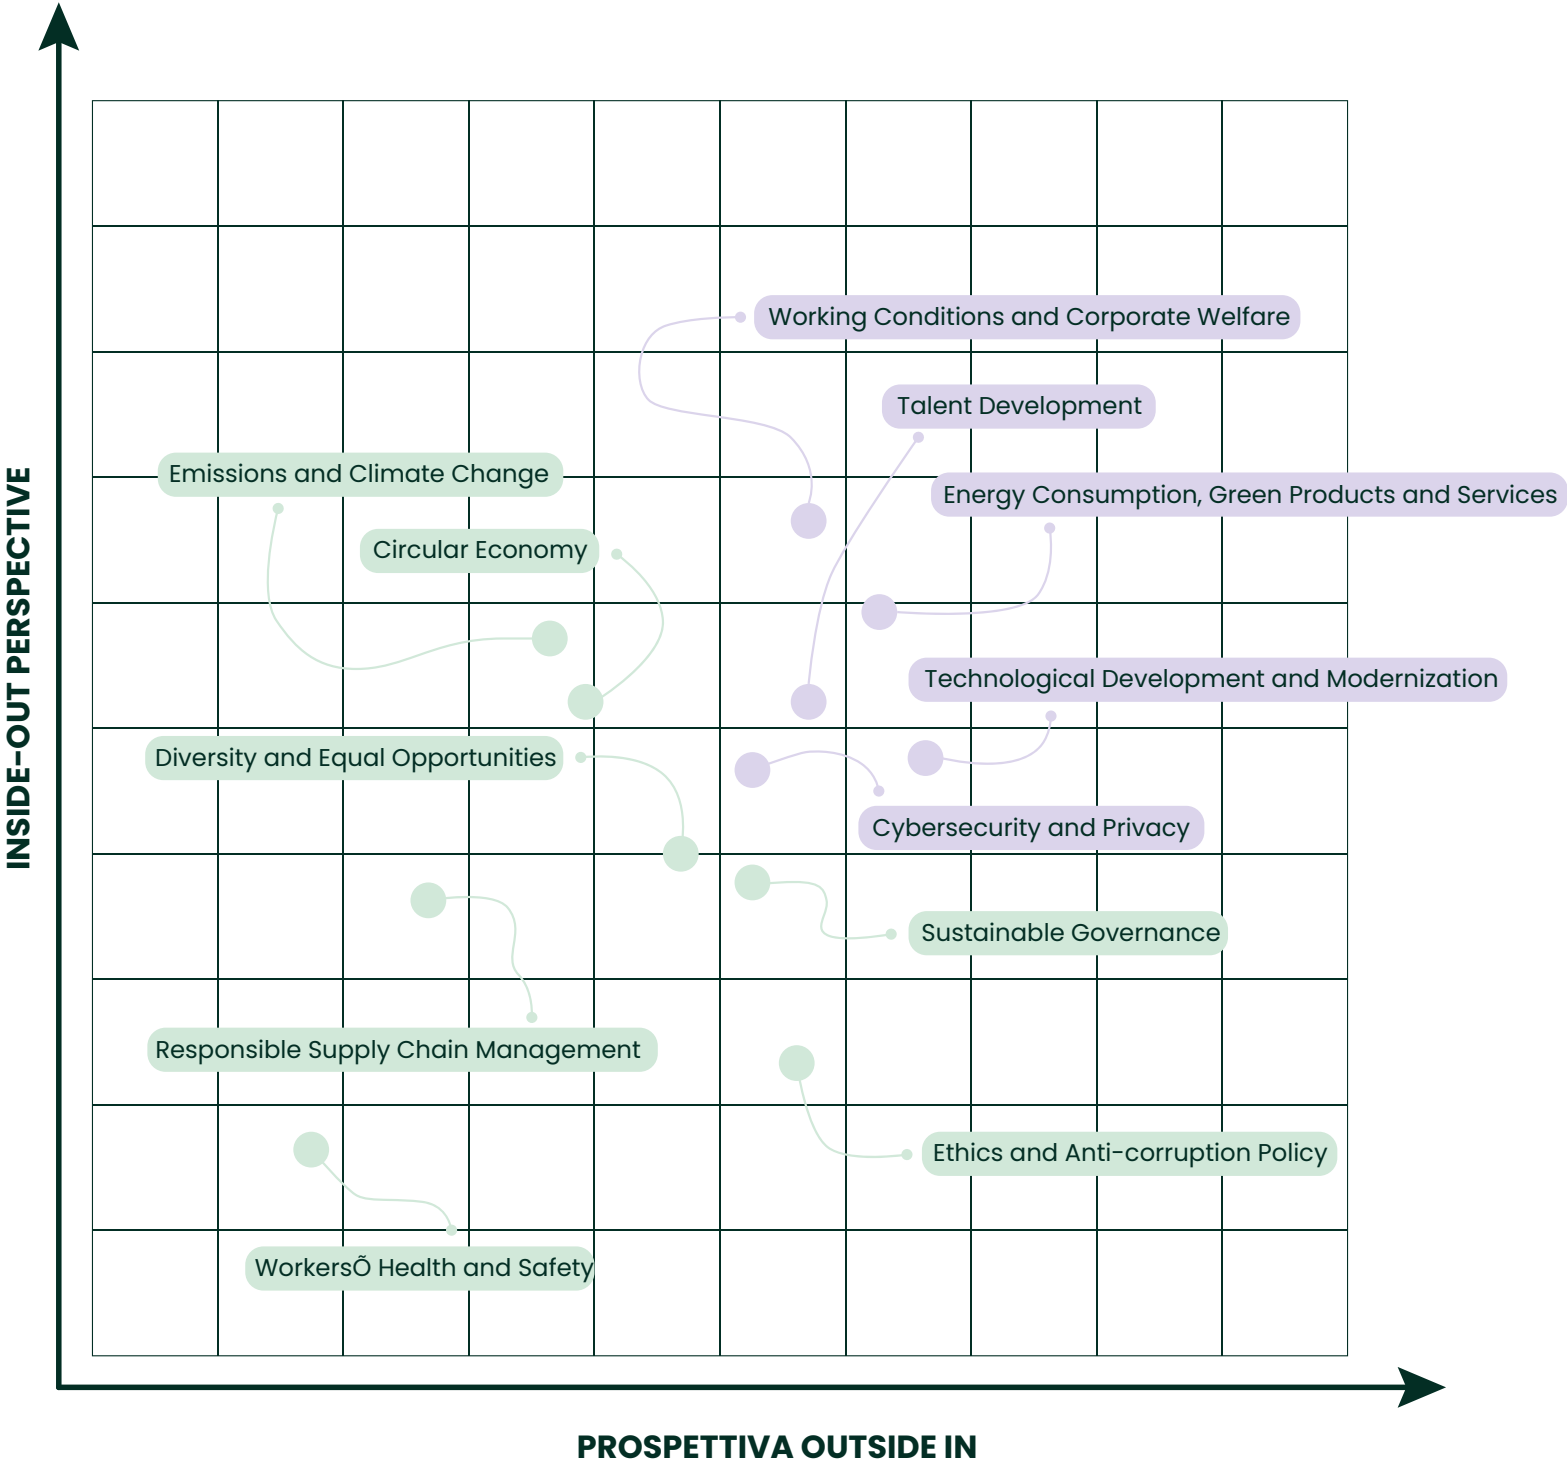 Working Conditions and Corporate Welfare
Talent Development
Emissions and Climate Change
Energy Consumption, Green Products and Services
Circular Economy
INSIDE-OUT PERSPECTIVE
Technological Development and Modernization
Diversity and Equal Opportunities
Cybersecurity and Privacy
Sustainable Governance
Responsible Supply Chain Management
Ethics and Anti-corruption Policy
WorkersÕ Health and Safety
PROSPETTIVA OUTSIDE IN